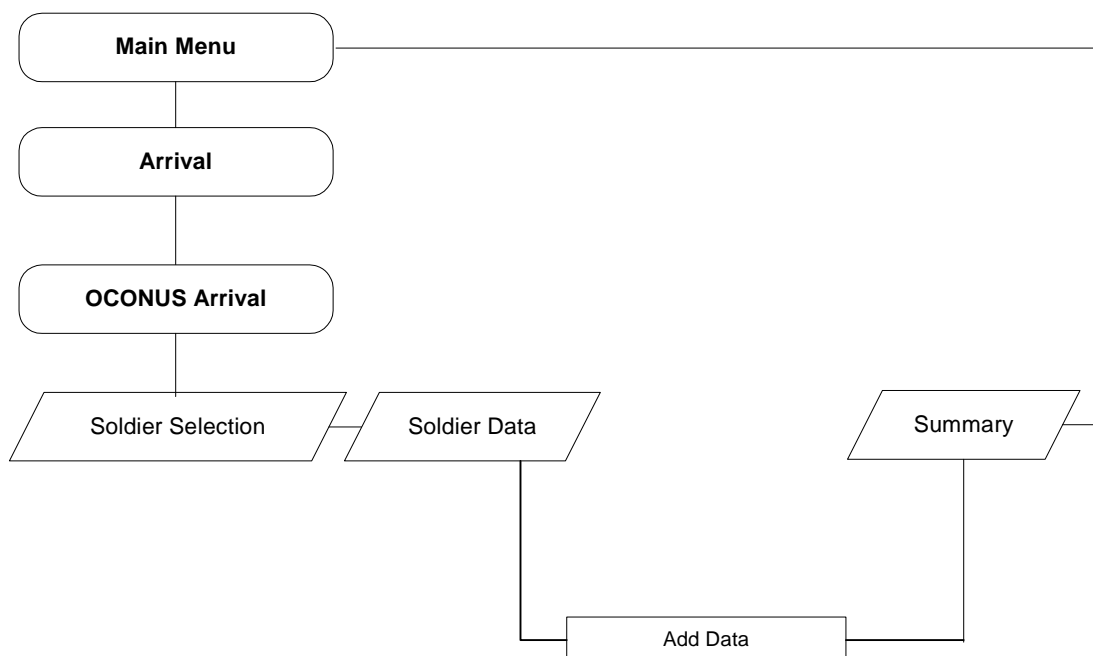 Main Menu
Arrival
OCONUS Arrival
Soldier Selection
Soldier Data
Summary
Add Data